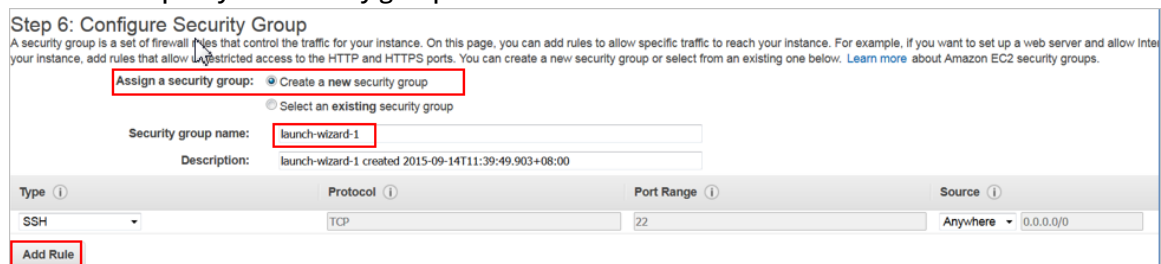 Step 6: Configure Security Group
A security group is a set of firewall rules that control the traffic for your instance. On this page, you can add rules to allow specific traffic to reach your instance. For example, if you want to set up a web server and allow Inter
your instance, add rules that allow unrestricted access to the HTTP and HTTPS ports. You can create a new security group or select from an existing one below. Learn more about Amazon EC2 security groups.
Assign a security group: Create a new security group
Select an existing security group
Security group name: launch-wizard-1
Description: launch-wizard-1 created 2015-09-14T11:39:49.903+08:00
Type i Protocol i Port Range i Source i
SSH TCP 22 Anywhere 0.0.0.0/0
Add Rule